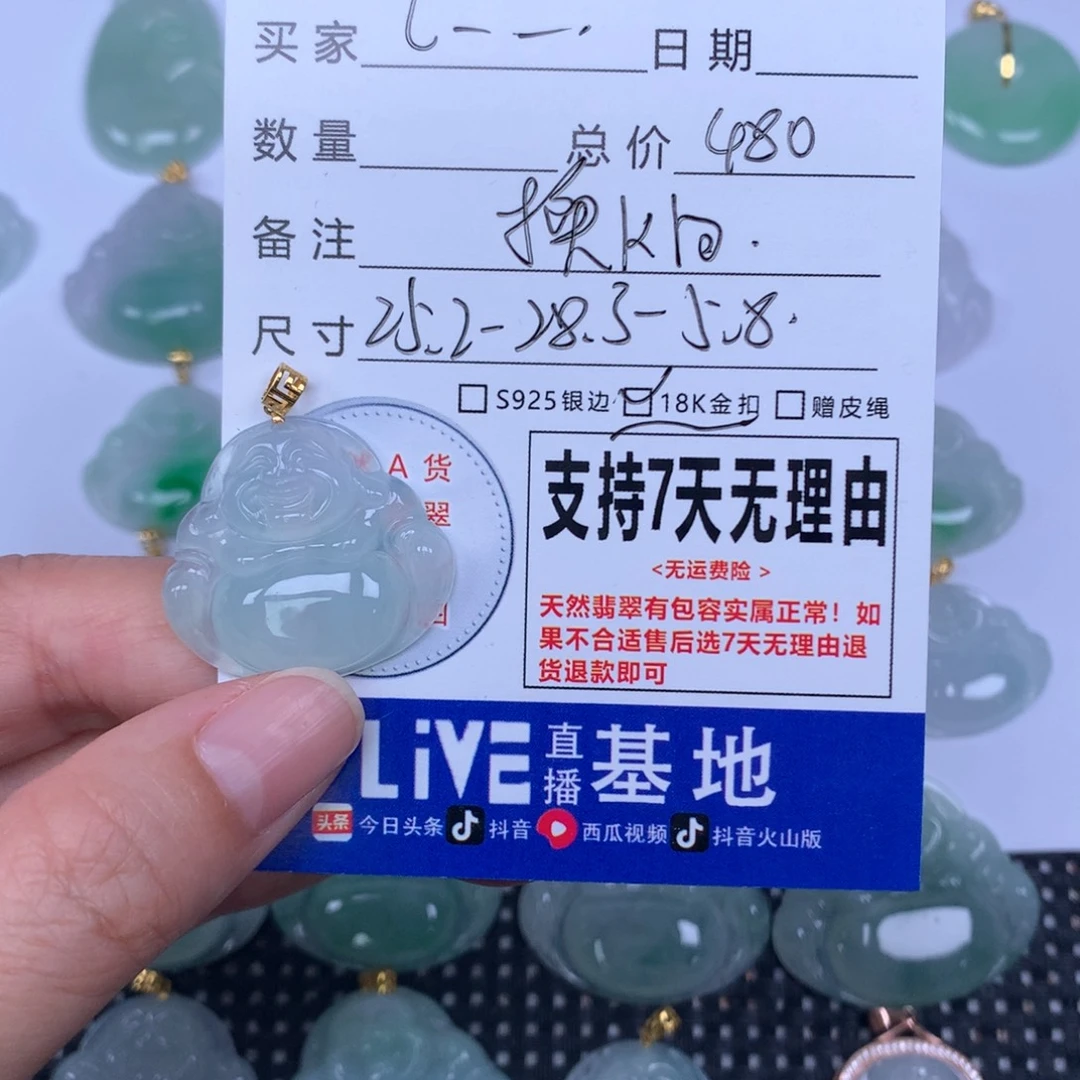 买家 日期
数量 总价 480
备注 换K扣.
尺寸 25.2-28.3-5.8.
□S925银边 ☑18K金扣 □赠皮绳
A 货
翠
支持7天无理由
<无运费险 >
天然翡翠有包容实属正常！如
果不合适售后选7天无理由退
货退款即可
LiVE直播基地
头条 今日头条 抖音 西瓜视频 抖音火山版